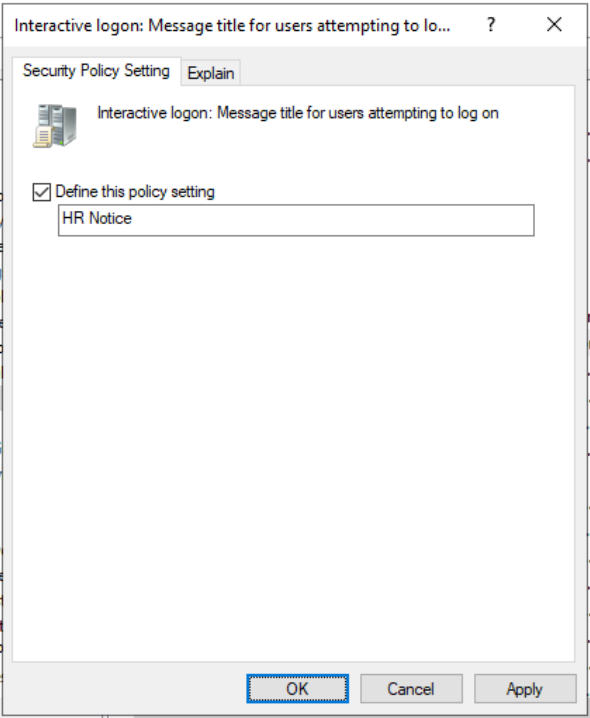 Interactive logon: Message title for users attempting to lo... ?
Security Policy Setting Explain
Interactive logon: Message title for users attempting to log on
Define this policy setting
HR Notice
OK Cancel Apply